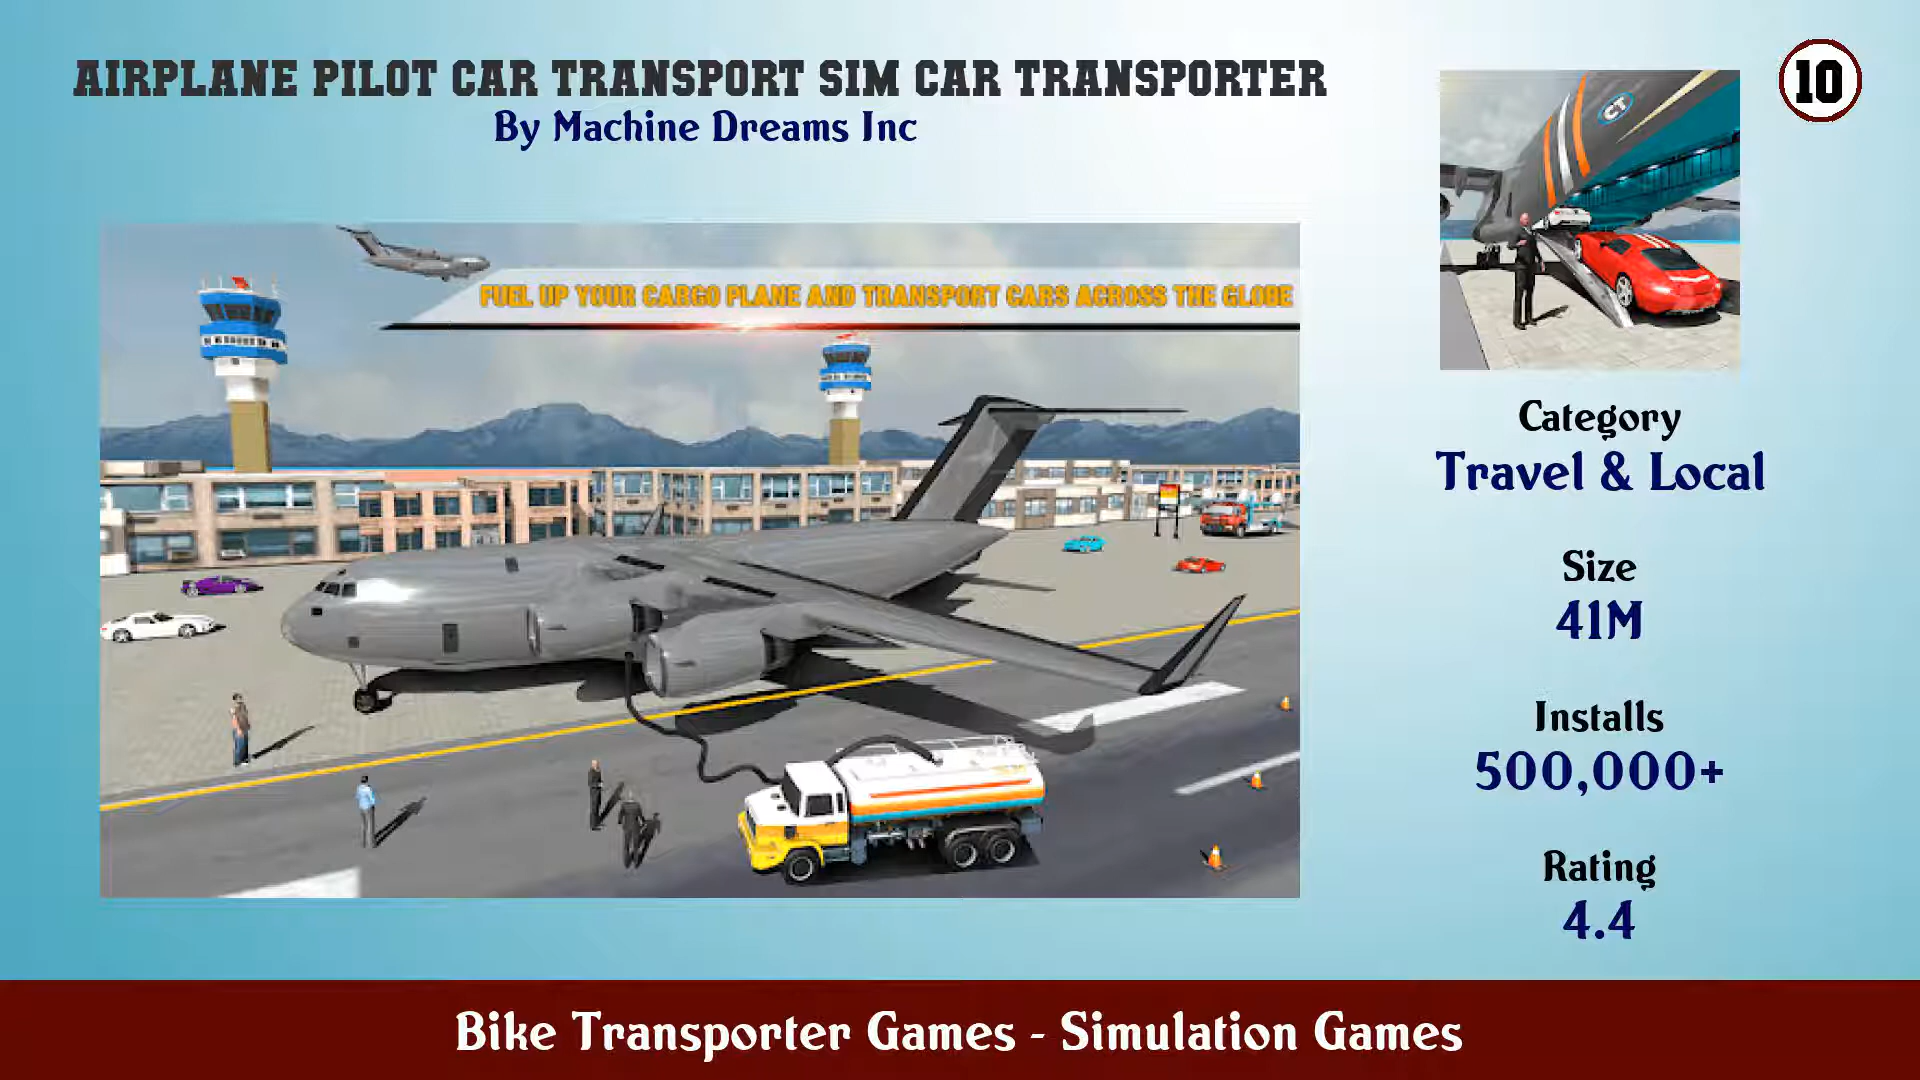 AIRPLANE PILOT CAR TRANSPORT SIM CAR TRANSPORTER
By Machine Dreams Inc
10
CT
FUEL UP YOUR CARGO PLANE AND TRANSPORT CARS ACROSS THE GLOBE
Category
Travel & Local
Size
41M
Installs
500,000+
Rating
4.4
Bike Transporter Games - Simulation Games